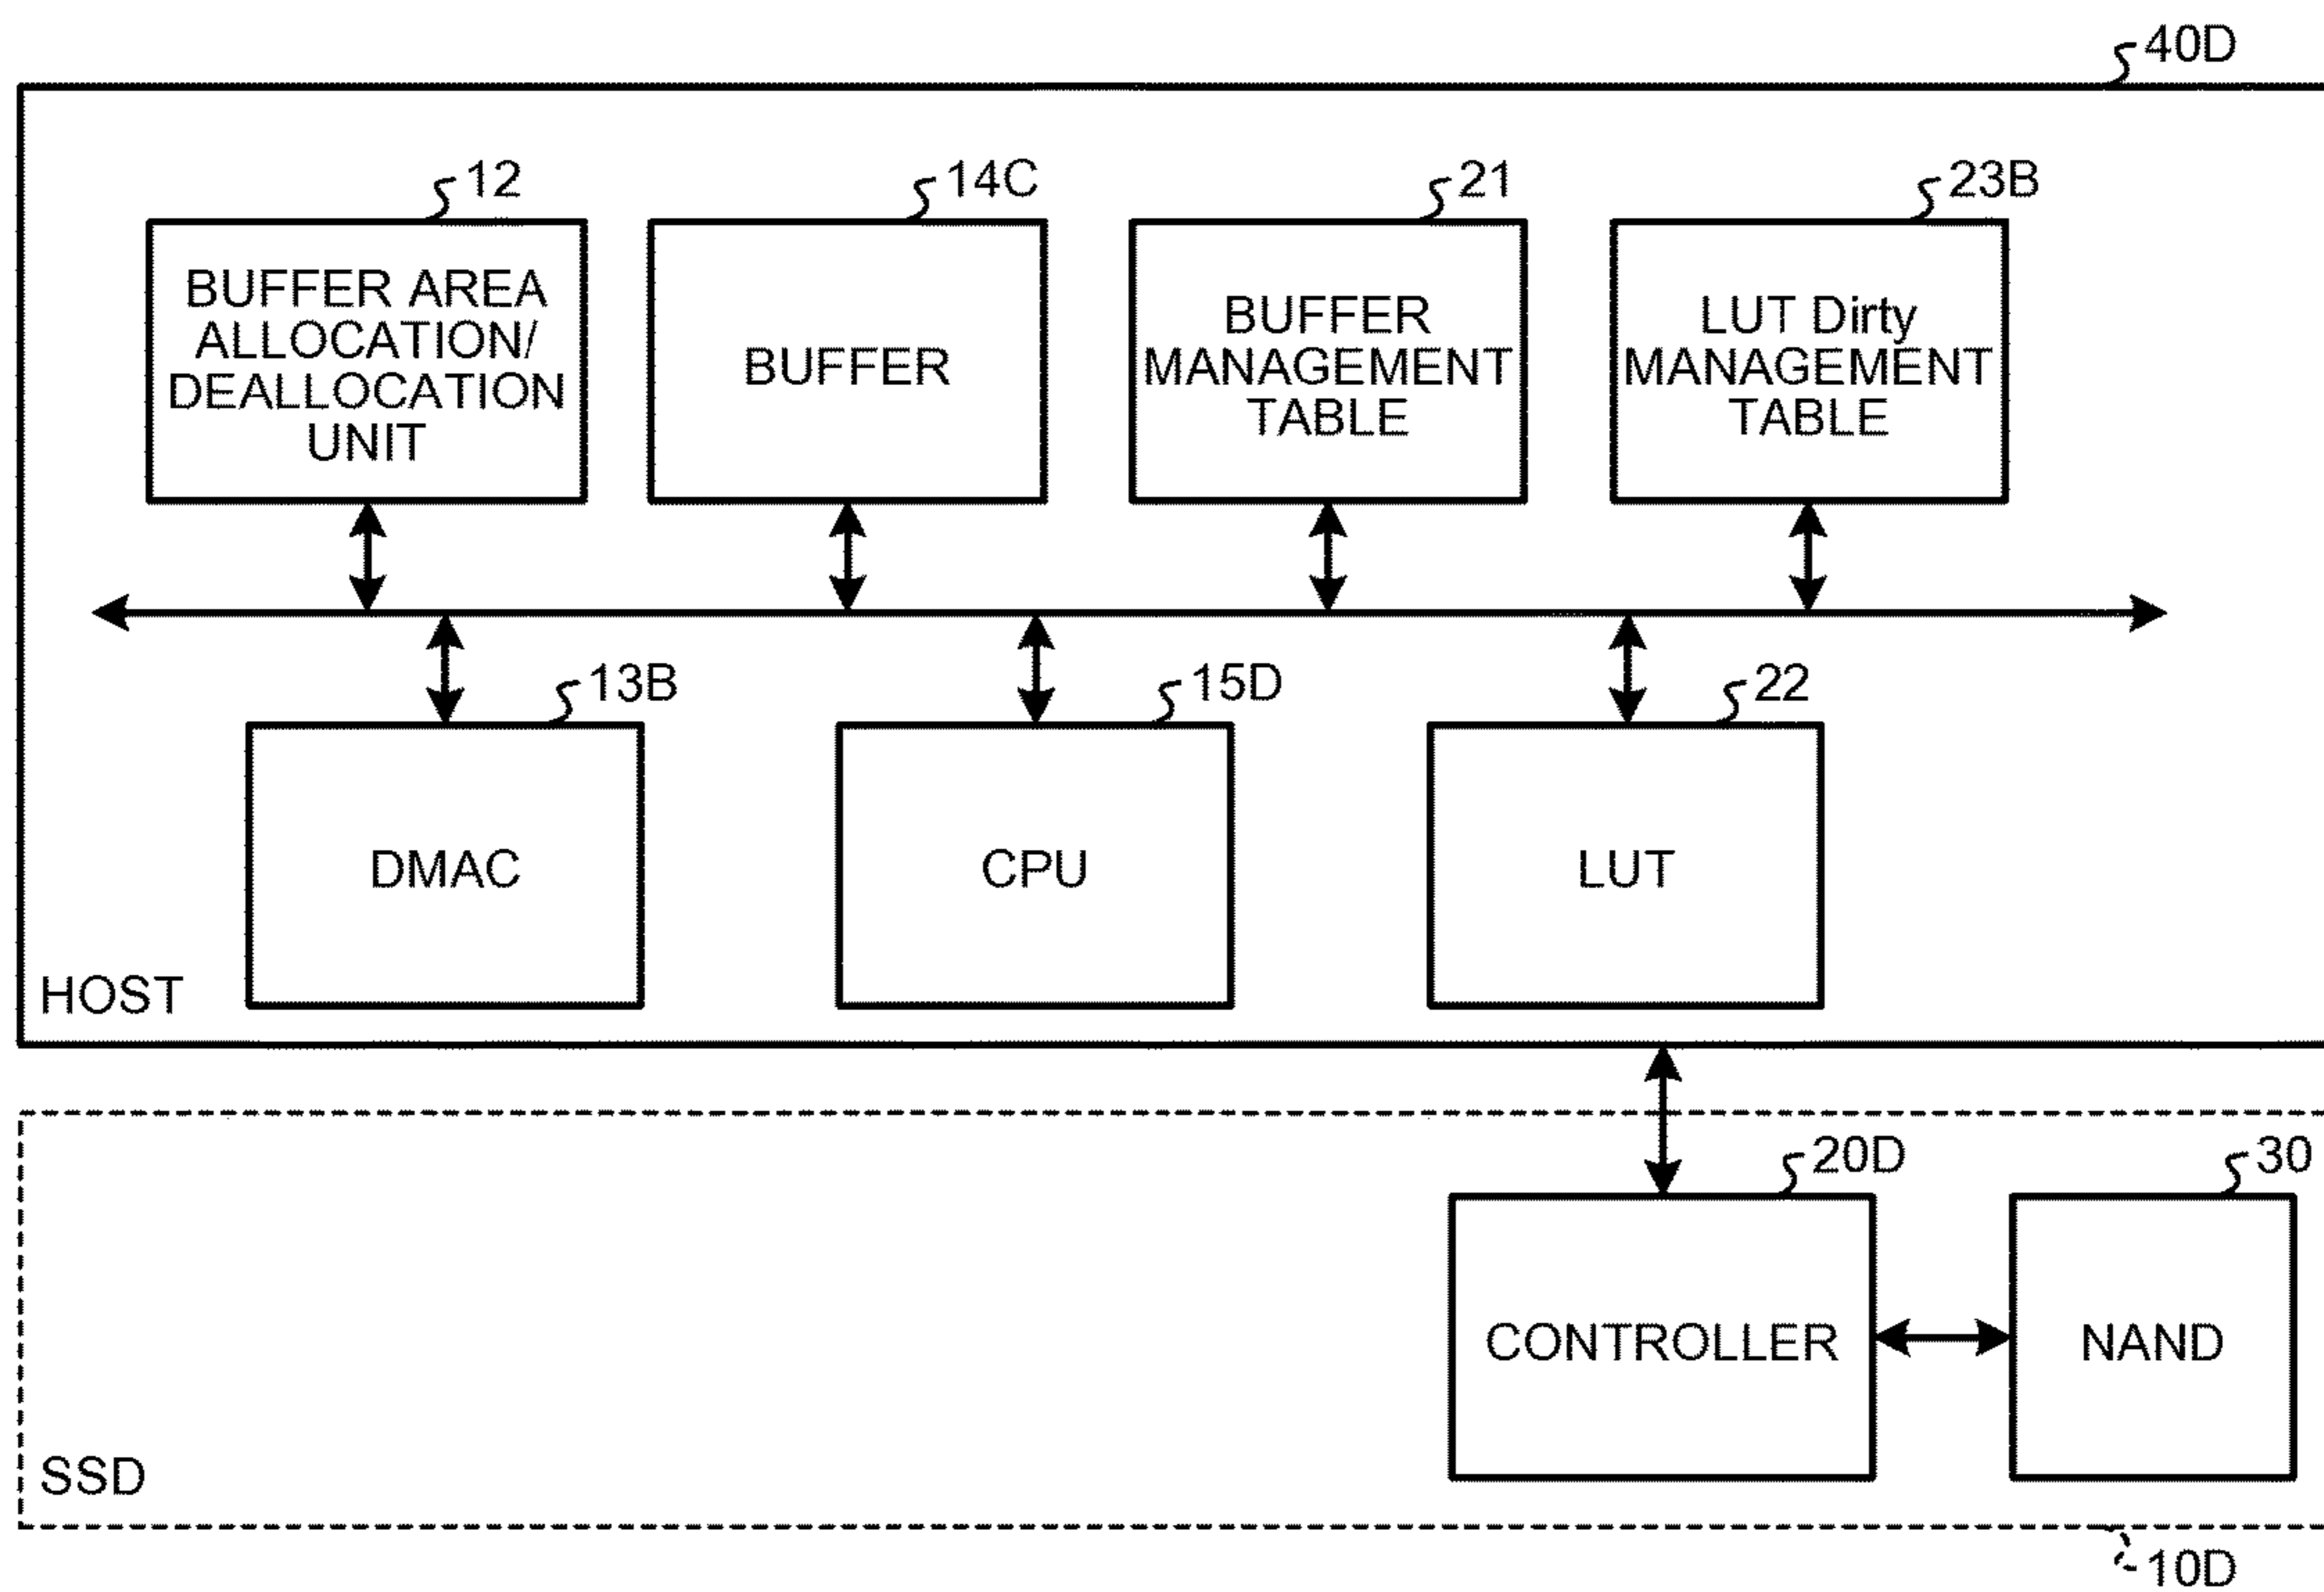 40D
12
14C
21
23B
BUFFER AREA
ALLOCATION/
DEALLOCATION
UNIT
BUFFER
BUFFER
MANAGEMENT
TABLE
LUT Dirty
MANAGEMENT
TABLE
13B
15D
22
DMAC
CPU
LUT
HOST
20D
30
CONTROLLER
NAND
SSD
10D